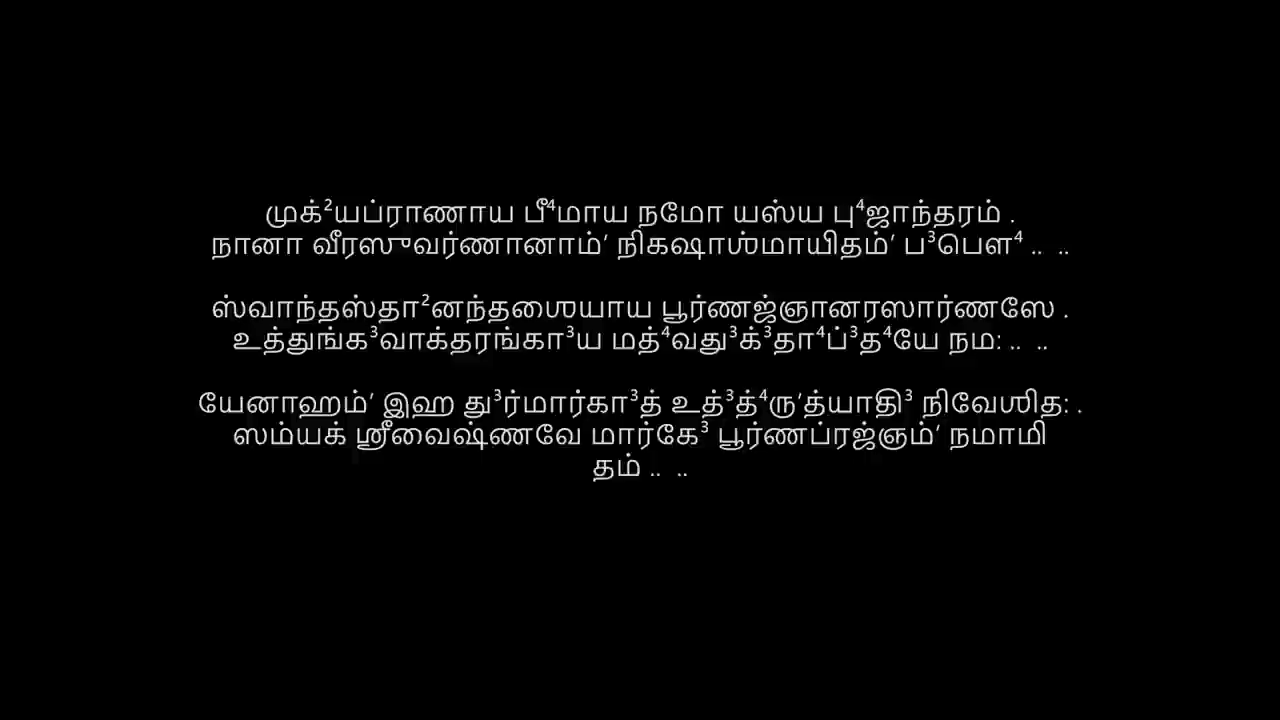 முக்²யப்ராணாய பீ⁴மாய நமோ யஸ்ய பு⁴ஜாந்தரம் .
நானா வீரஸுவர்ணானாம்ʼ நிகஷாஶ்மாயிதம்ʼ ப³பௌ⁴ ..  ..
ஸ்வாந்தஸ்தா²னந்தஶையாய பூர்ணஜ்ஞானரஸார்ணஸே .
உத்துங்க³வாக்தரங்கா³ய மத்⁴வது³க்³தா⁴ப்³த⁴யே நம: ..  ..
யேனாஹம்ʼ இஹ து³ர்மார்கா³த் உத்³த்⁴ருʼத்யாதி³ நிவேஶித: .
ஸம்யக் ஶ்ரீவைஷ்ணவே மார்கே³ பூர்ணப்ரஜ்ஞம்ʼ நமாமி
தம் ..  ..